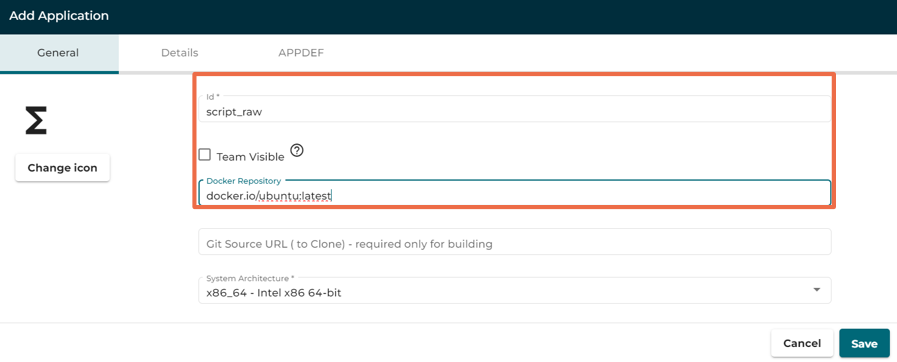 Add Application
General
Details
APPDEF
Id *
script_raw
Change icon
Team Visible ?
Docker Repository
docker.io/ubuntu:latest
Git Source URL ( to Clone) - required only for building
System Architecture *
x86_64 - Intel x86 64-bit
Cancel
Save